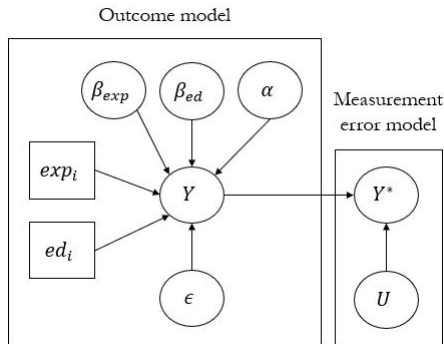 Outcome model
β_exp
β_ed
α
Measurement
error model
exp_i
Y
Y*
ed_i
ϵ
U